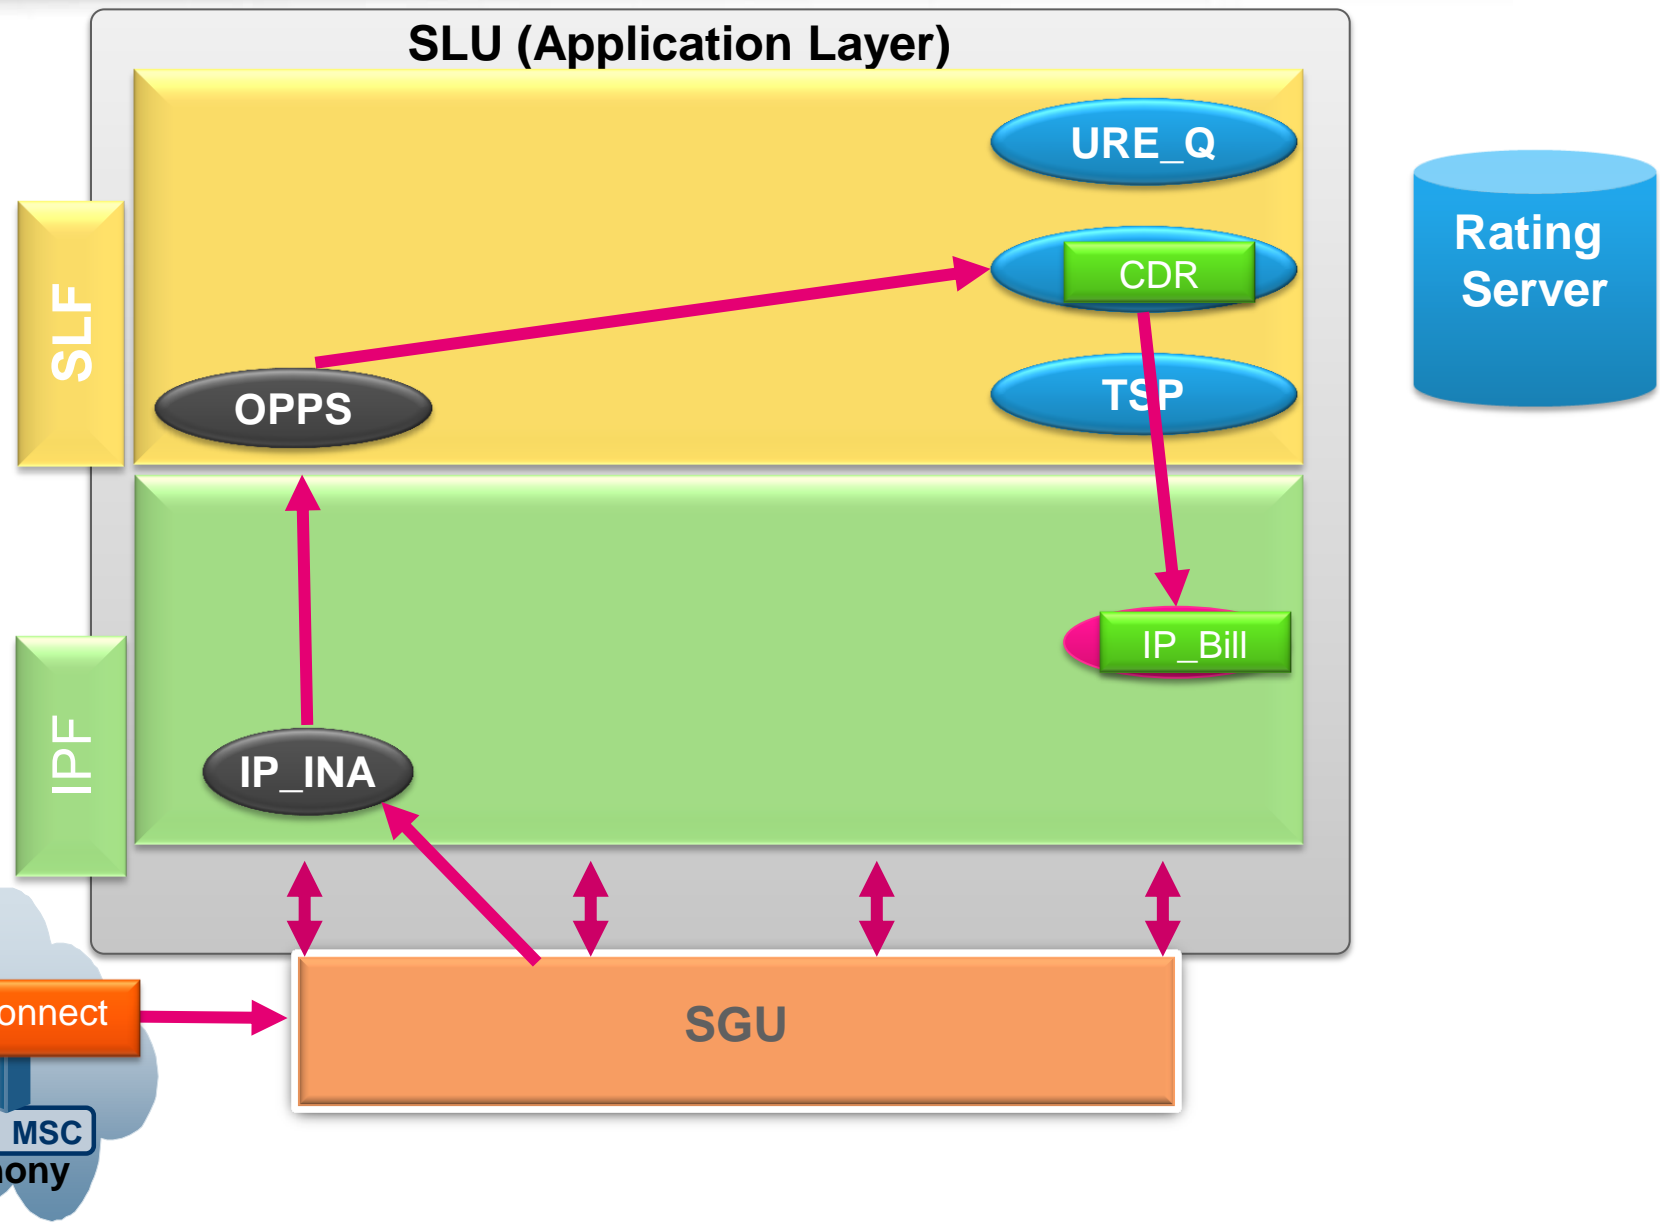 SLU (Application Layer)
URE_Q
Rating
Server
CDR
SLF
OPPS
TSP
IP_Bill
IPF
IP_INA
onnect
SGU
MSC
ony